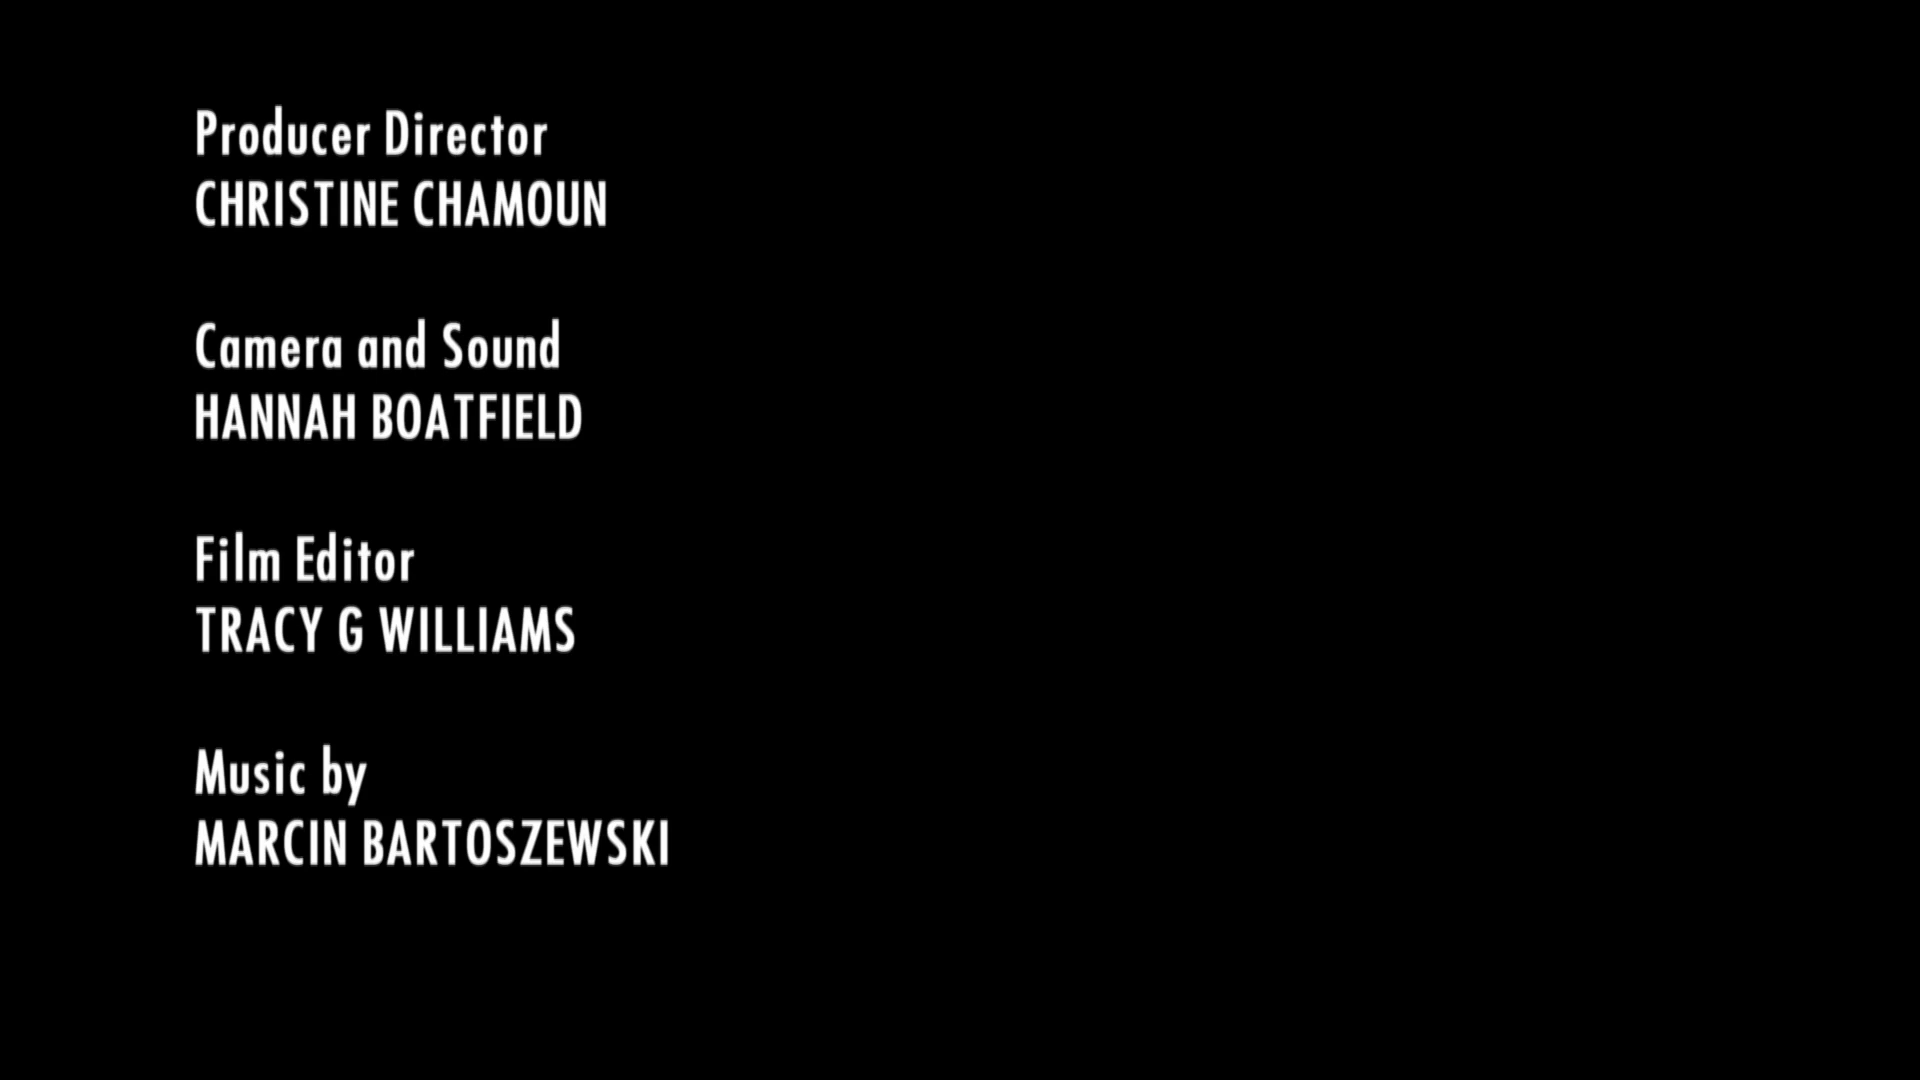 Producer Director
CHRISTINE CHAMOUN
Camera and Sound
HANNAH BOATFIELD
Film Editor
TRACY G WILLIAMS
Music by
MARCIN BARTOSZEWSKI